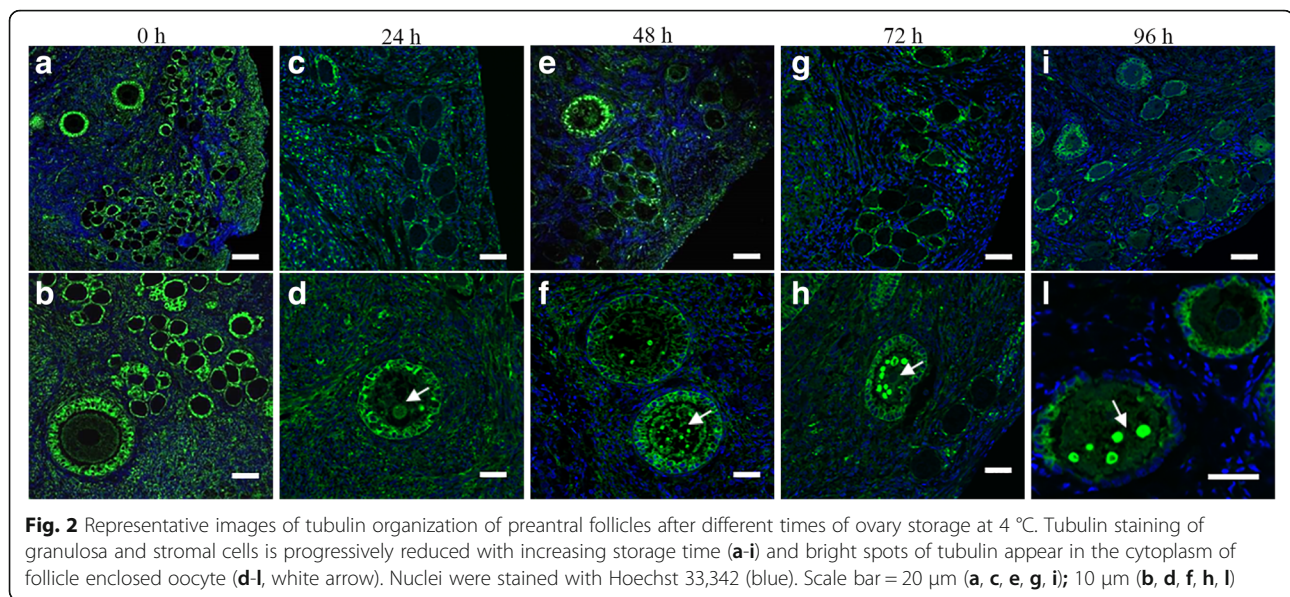 0 h 24 h 48 h 72 h 96 h
a c e g i
b d f h l
Fig. 2 Representative images of tubulin organization of preantral follicles after different times of ovary storage at 4 °C. Tubulin staining of
granulosa and stromal cells is progressively reduced with increasing storage time (a-i) and bright spots of tubulin appear in the cytoplasm of
follicle enclosed oocyte (d-l, white arrow). Nuclei were stained with Hoechst 33,342 (blue). Scale bar = 20 μm (a, c, e, g, i); 10 μm (b, d, f, h, l)